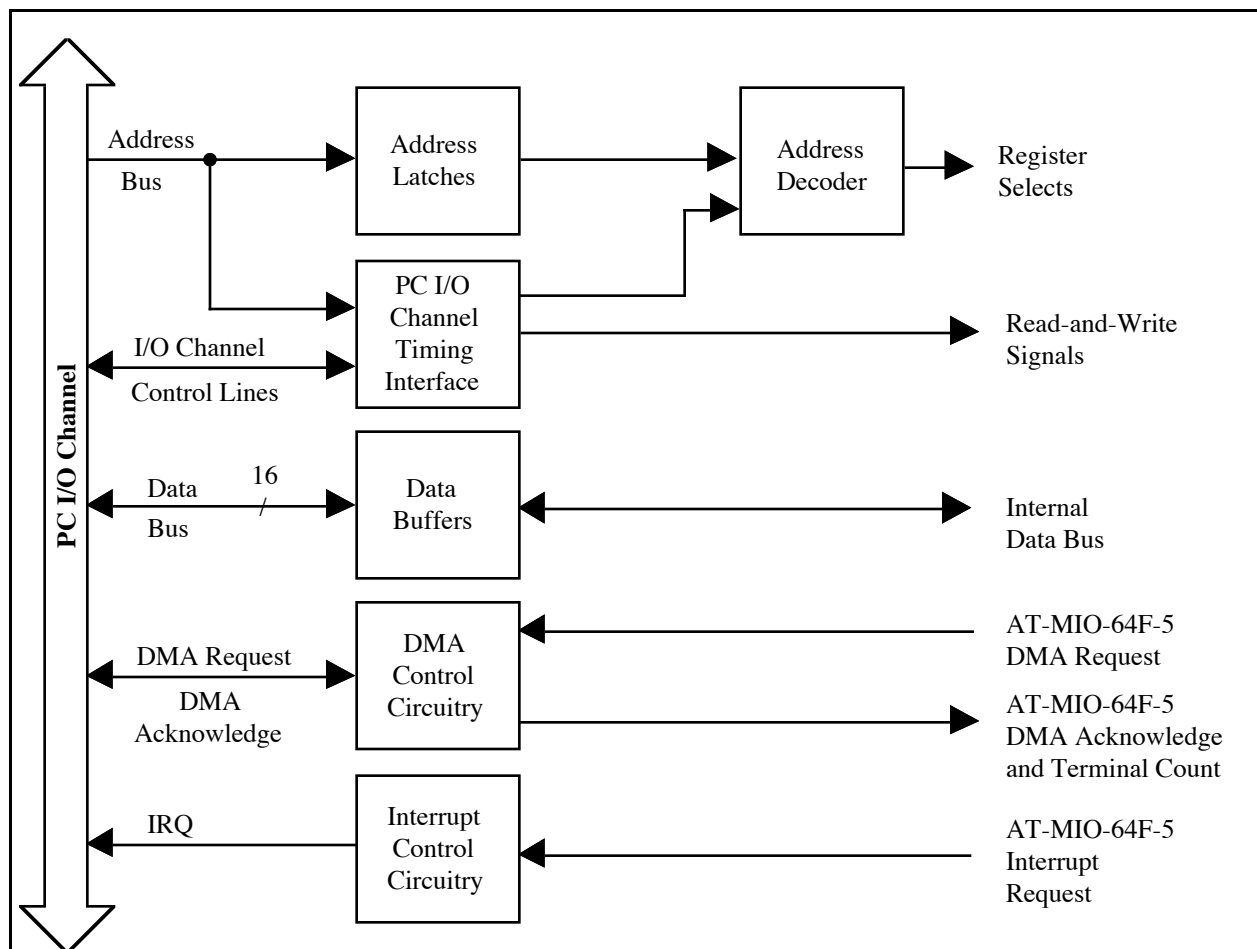 PC I/O Channel
Address
Bus
Address
Latches
Address
Decoder
Register
Selects
PC I/O
Channel
Timing
Interface
I/O Channel
Control Lines
Read-and-Write
Signals
Data
Bus
16
/
Data
Buffers
Internal
Data Bus
DMA Request
DMA
Acknowledge
DMA
Control
Circuitry
AT-MIO-64F-5
DMA Request
AT-MIO-64F-5
DMA Acknowledge
and Terminal Count
IRQ
Interrupt
Control
Circuitry
AT-MIO-64F-5
Interrupt
Request